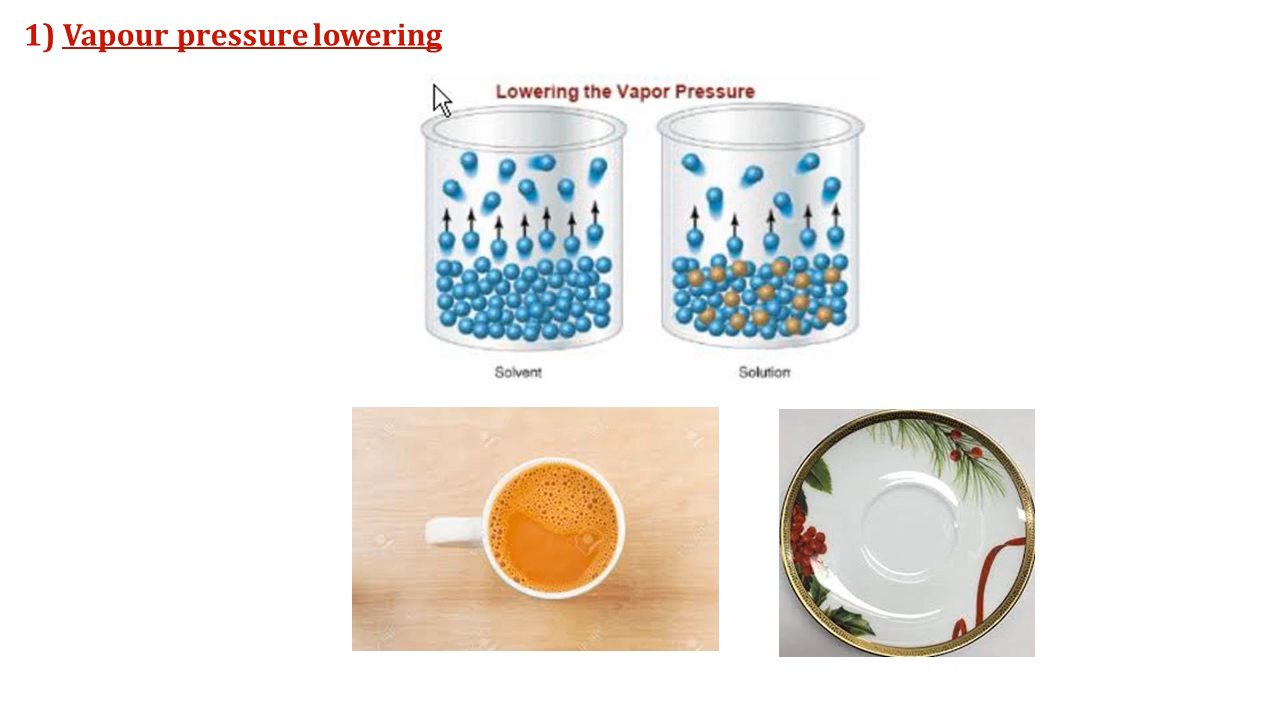 1) Vapour pressure lowering
Lowering the Vapor Pressure
Solvent
Solution